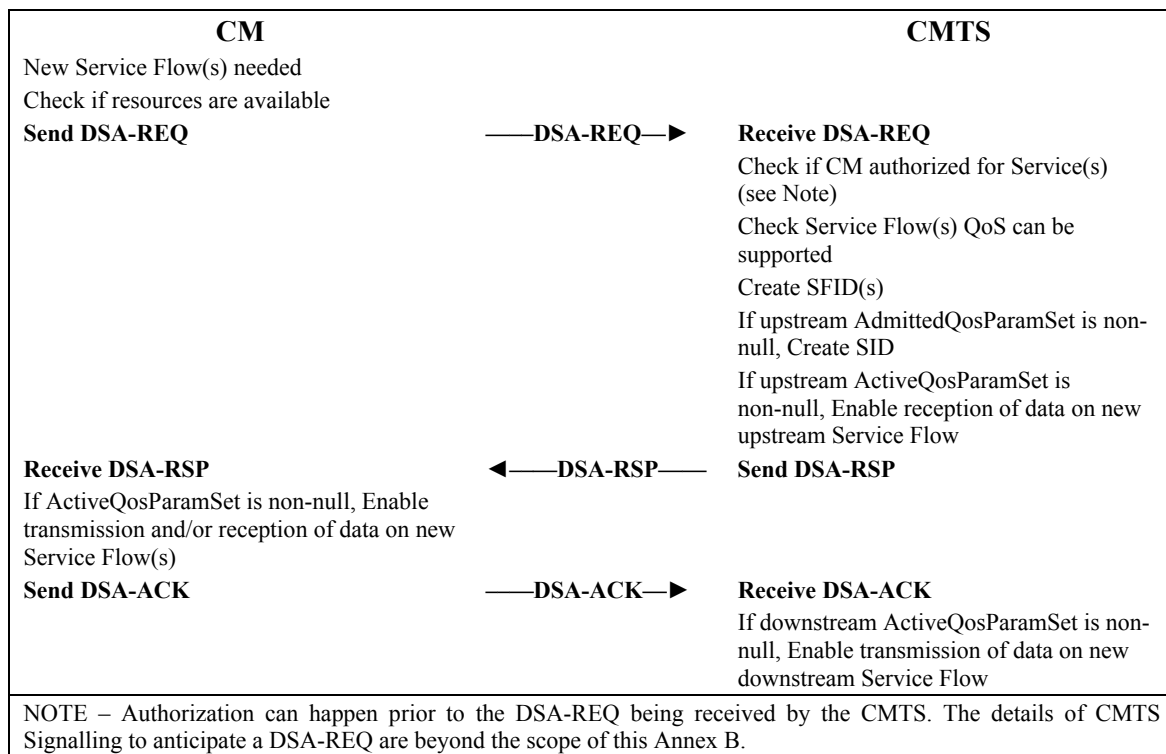 CM CMTS
New Service Flow(s) needed
Check if resources are available
Send DSA-REQ ——DSA-REQ—► Receive DSA-REQ
Check if CM authorized for Service(s)
(see Note)
Check Service Flow(s) QoS can be
supported
Create SFID(s)
If upstream AdmittedQosParamSet is non-
null, Create SID
If upstream ActiveQosParamSet is
non-null, Enable reception of data on new
upstream Service Flow
Receive DSA-RSP ◄——DSA-RSP—— Send DSA-RSP
If ActiveQosParamSet is non-null, Enable
transmission and/or reception of data on new
Service Flow(s)
Send DSA-ACK ——DSA-ACK—► Receive DSA-ACK
If downstream ActiveQosParamSet is non-
null, Enable transmission of data on new
downstream Service Flow
NOTE – Authorization can happen prior to the DSA-REQ being received by the CMTS. The details of CMTS
Signalling to anticipate a DSA-REQ are beyond the scope of this Annex B.